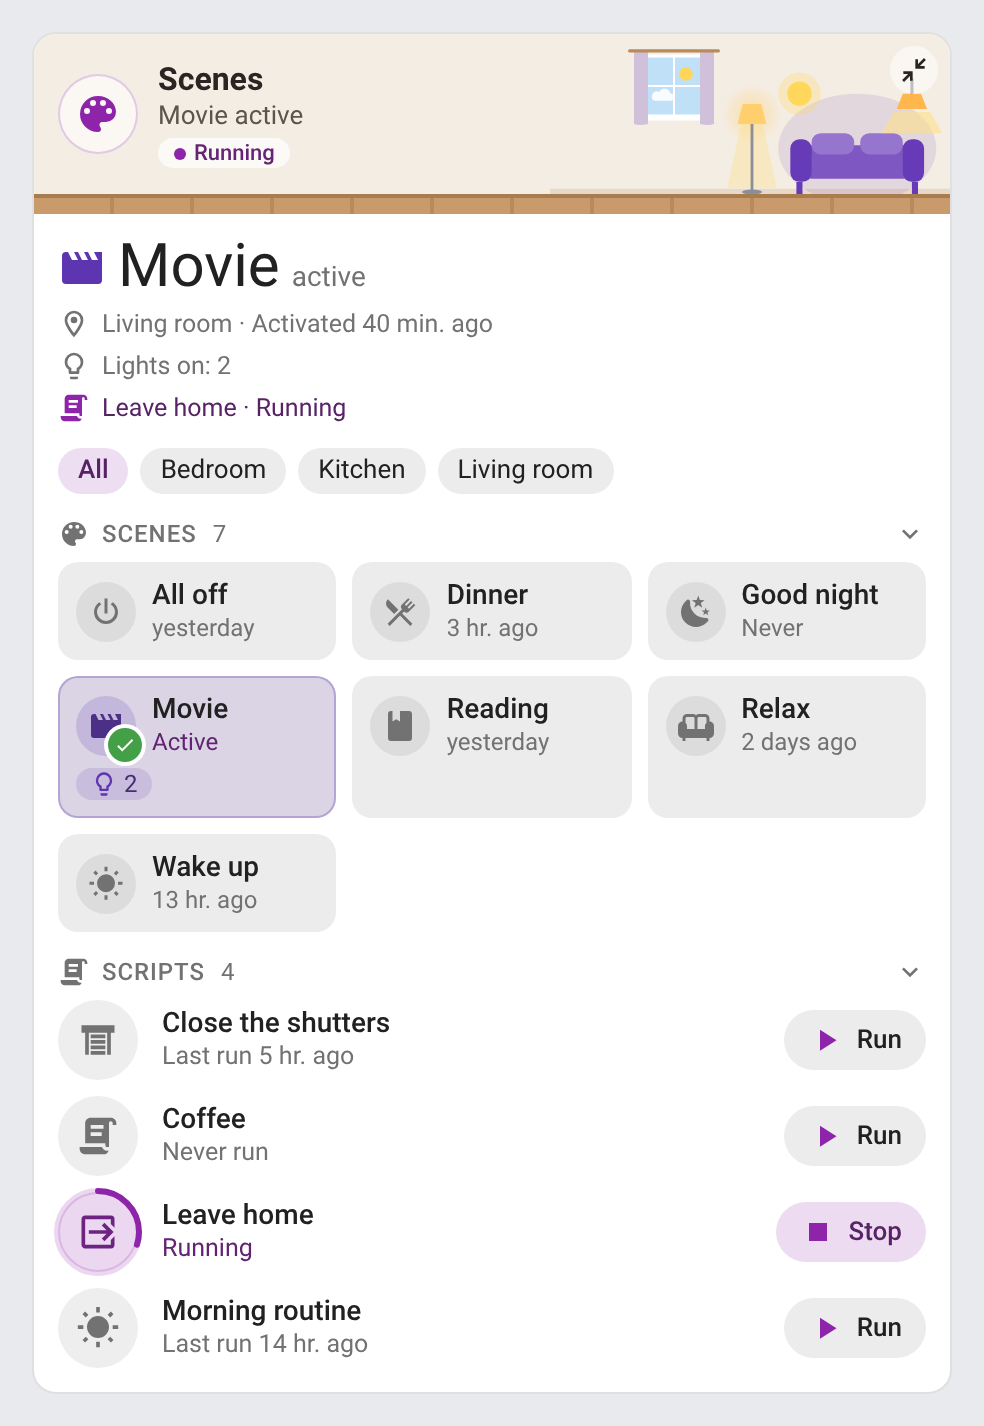 Scenes
Movie active
Running
Movie active
Living room · Activated 40 min. ago
Lights on: 2
Leave home · Running
All Bedroom Kitchen Living room
SCENES 7
All off
yesterday
Dinner
3 hr. ago
Good night
Never
Movie
Active
2
Reading
yesterday
Relax
2 days ago
Wake up
13 hr. ago
SCRIPTS 4
Close the shutters
Last run 5 hr. ago
Run
Coffee
Never run
Run
Leave home
Running
Stop
Morning routine
Last run 14 hr. ago
Run